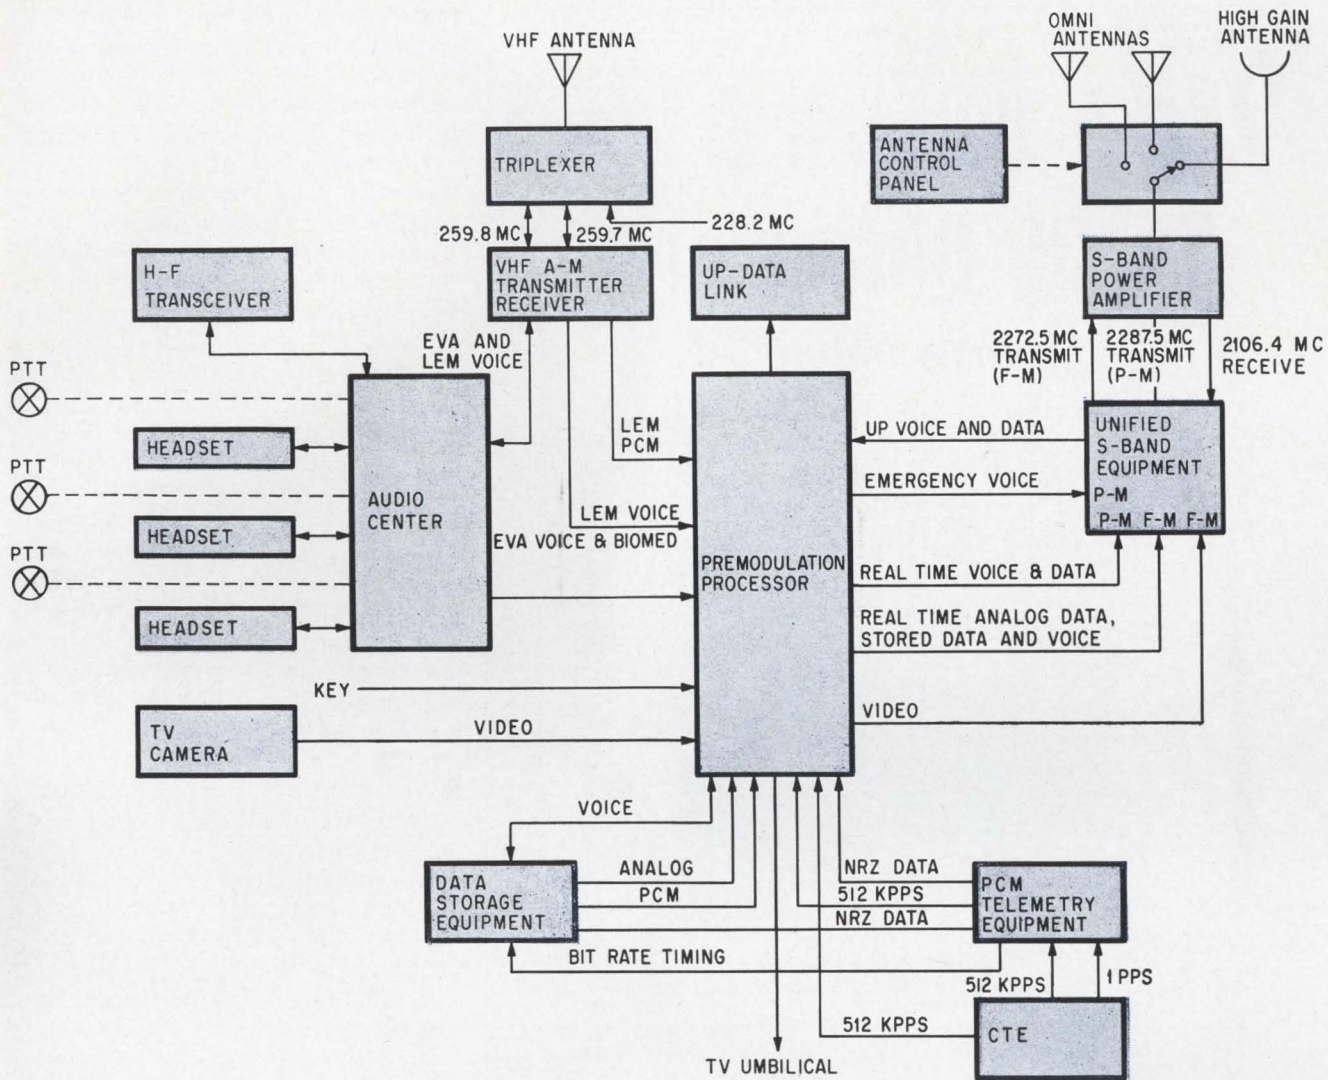 VHF ANTENNA
OMNI
ANTENNAS
HIGH GAIN
ANTENNA
TRIPLEXER
ANTENNA
CONTROL
PANEL
259.8 MC
259.7 MC
228.2 MC
H-F
TRANSCEIVER
VHF A-M
TRANSMITTER
RECEIVER
UP-DATA
LINK
S-BAND
POWER
AMPLIFIER
EVA AND
LEM VOICE
2272.5 MC
TRANSMIT
(F-M)
2287.5 MC
TRANSMIT
(P-M)
2106.4 MC
RECEIVE
PTT
HEADSET
PTT
HEADSET
PTT
HEADSET
AUDIO
CENTER
LEM
PCM
LEM VOICE
EVA VOICE & BIOMED
PREMODULATION
PROCESSOR
UP VOICE AND DATA
EMERGENCY VOICE
UNIFIED
S-BAND
EQUIPMENT
P-M
P-M F-M F-M
REAL TIME VOICE & DATA
REAL TIME ANALOG DATA,
STORED DATA AND VOICE
KEY
TV
CAMERA
VIDEO
VIDEO
VOICE
DATA
STORAGE
EQUIPMENT
ANALOG
PCM
NRZ DATA
512 KPPS
NRZ DATA
PCM
TELEMETRY
EQUIPMENT
BIT RATE TIMING
512 KPPS
1 PPS
512 KPPS
CTE
TV UMBILICAL